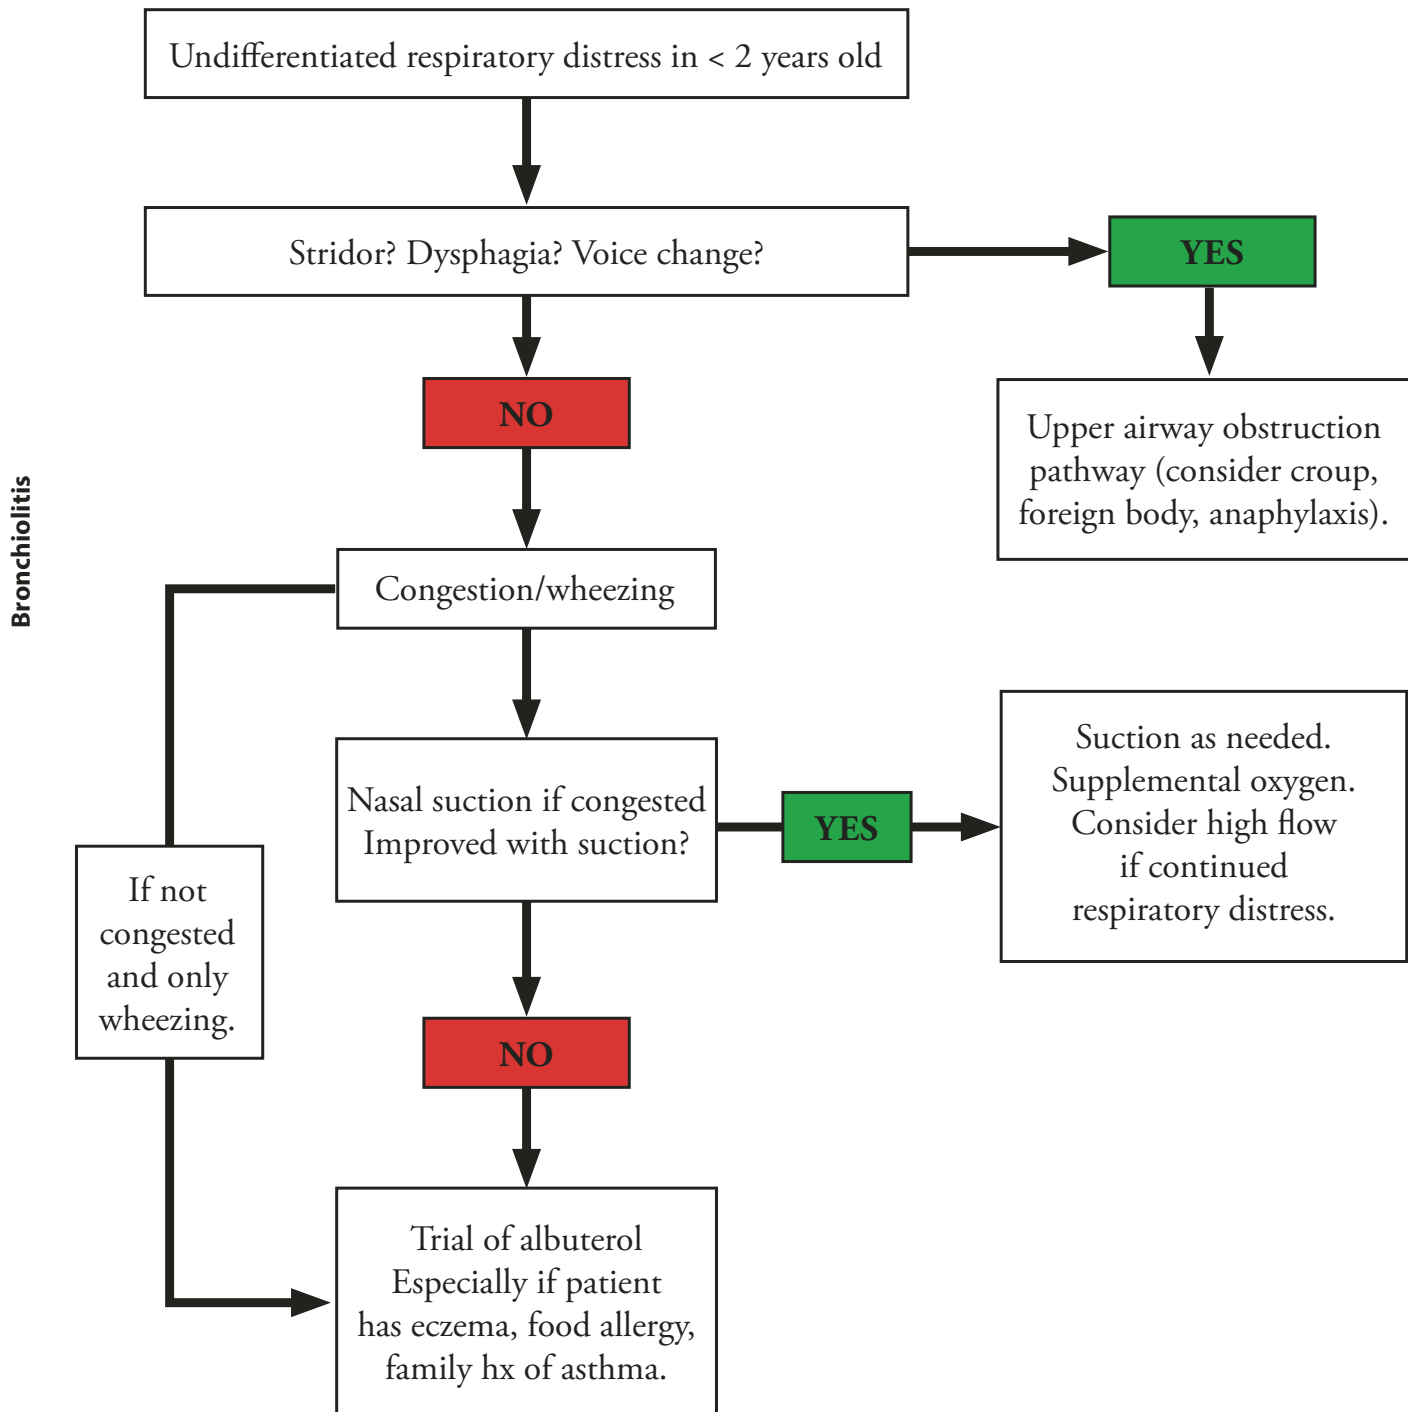 Undifferentiated respiratory distress in < 2 years old
Stridor? Dysphagia? Voice change?
YES
Upper airway obstruction
pathway (consider croup,
foreign body, anaphylaxis).
NO
Bronchiolitis
Congestion/wheezing
If not
congested
and only
wheezing.
Nasal suction if congested
Improved with suction?
YES
Suction as needed.
Supplemental oxygen.
Consider high flow
if continued
respiratory distress.
NO
Trial of albuterol
Especially if patient
has eczema, food allergy,
family hx of asthma.